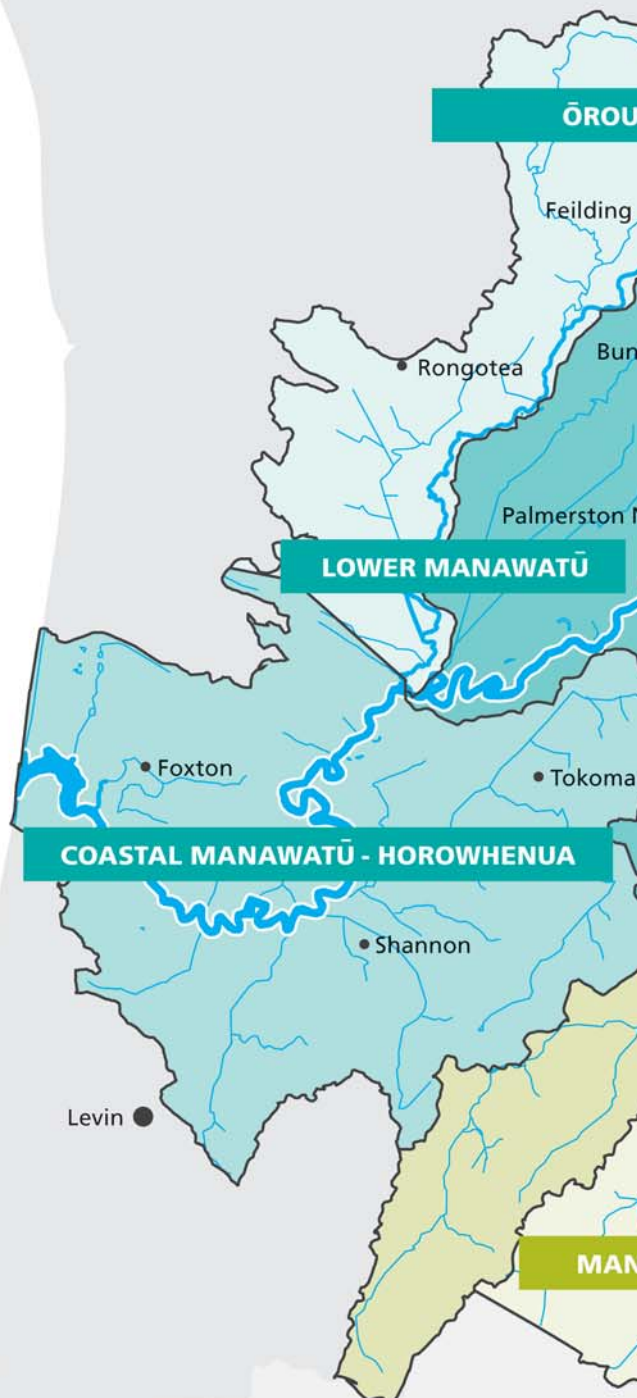 ŌROU
Feilding
Bun
Rongotea
Palmerston
LOWER MANAWATŪ
Foxton
Tokoma
COASTAL MANAWATŪ - HOROWHENUA
Shannon
Levin
MAN